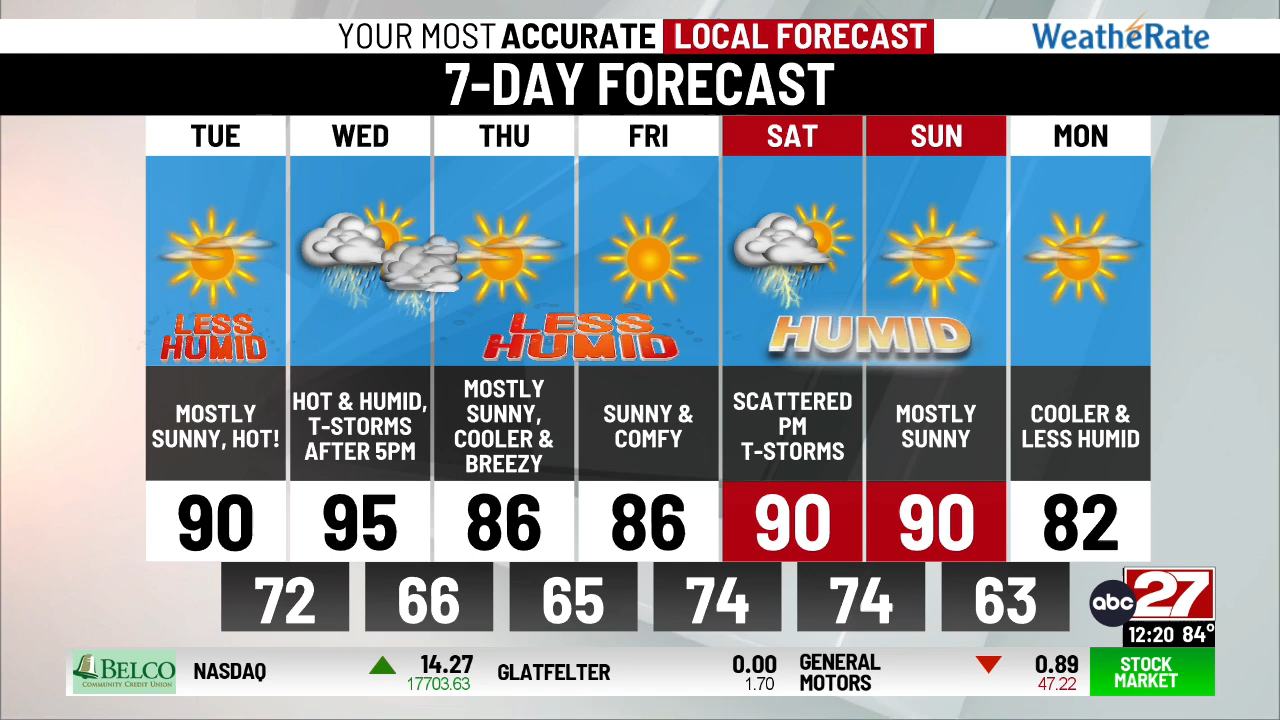 YOUR MOST ACCURATE LOCAL FORECAST
WeatheRate
7-DAY FORECAST
TUE WED THU FRI SAT SUN MON
LESS
HUMID
LESS
HUMID
HUMID
MOSTLY
SUNNY, HOT!
HOT & HUMID,
T-STORMS
AFTER 5PM
MOSTLY
SUNNY,
COOLER &
BREEZY
SUNNY &
COMFY
SCATTERED
PM
T-STORMS
MOSTLY
SUNNY
COOLER &
LESS HUMID
90 95 86 86 90 90 82
72 66 65 74 74 63
abc 27
12:20 84°
BELCO
COMMUNITY CREDIT UNION
NASDAQ
14.27
17703.63
GLATFELTER
0.00
1.70
GENERAL
MOTORS
0.89
47.22
STOCK
MARKET